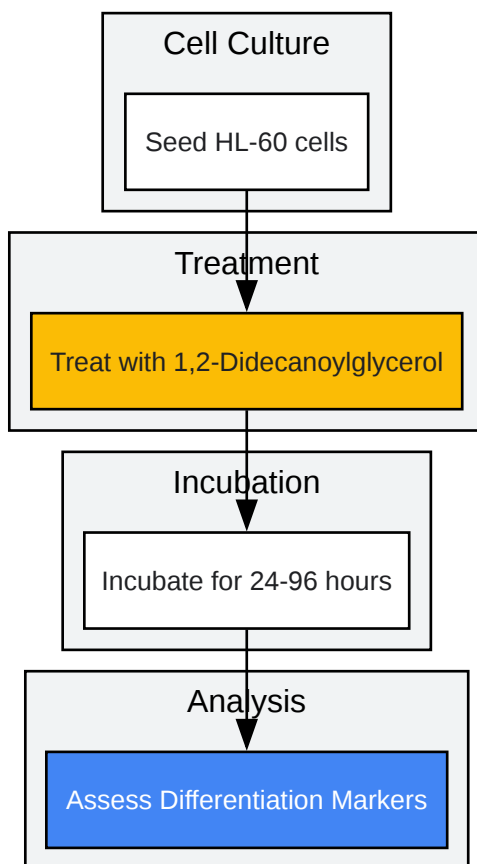 Cell Culture
Seed HL-60 cells
Treatment
Treat with 1,2-Didecanoylglycerol
Incubation
Incubate for 24-96 hours
Analysis
Assess Differentiation Markers